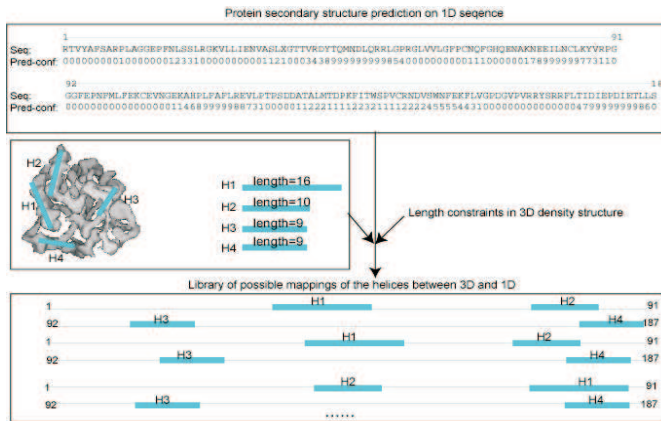 Protein secondary structure prediction on 1D seqence
1 91
Seq: RTVYAFSARPLAGGEPFNLSSLRGKVLLIENVASLXGTTVRDYTQMNDLQRRLGPRGLVVLGFPCNQFGHQENAKNEEILNCLKYVRPG
Pred-conf:
92
Seq: GGFEPNFMLFEKCEVNGEKAHPLFAFLREVLPTPSDDATALMTDPKFITWSPVCRNDVSWNFEKFLVGPDGVPVRRYSRRFLTIDIEPDIETLLS
Pred-conf:
H2
H1
H3
H4
H1 length=16
H2 length=10
H3 length=9
H4 length=9
Length constraints in 3D density structure
Library of possible mappings of the helices between 3D and 1D
1 H1 H2 91
92 H3 H4 187
1 H1 H2 91
92 H3 H4 187
1 H2 H1 91
92 H3 H4 187
......